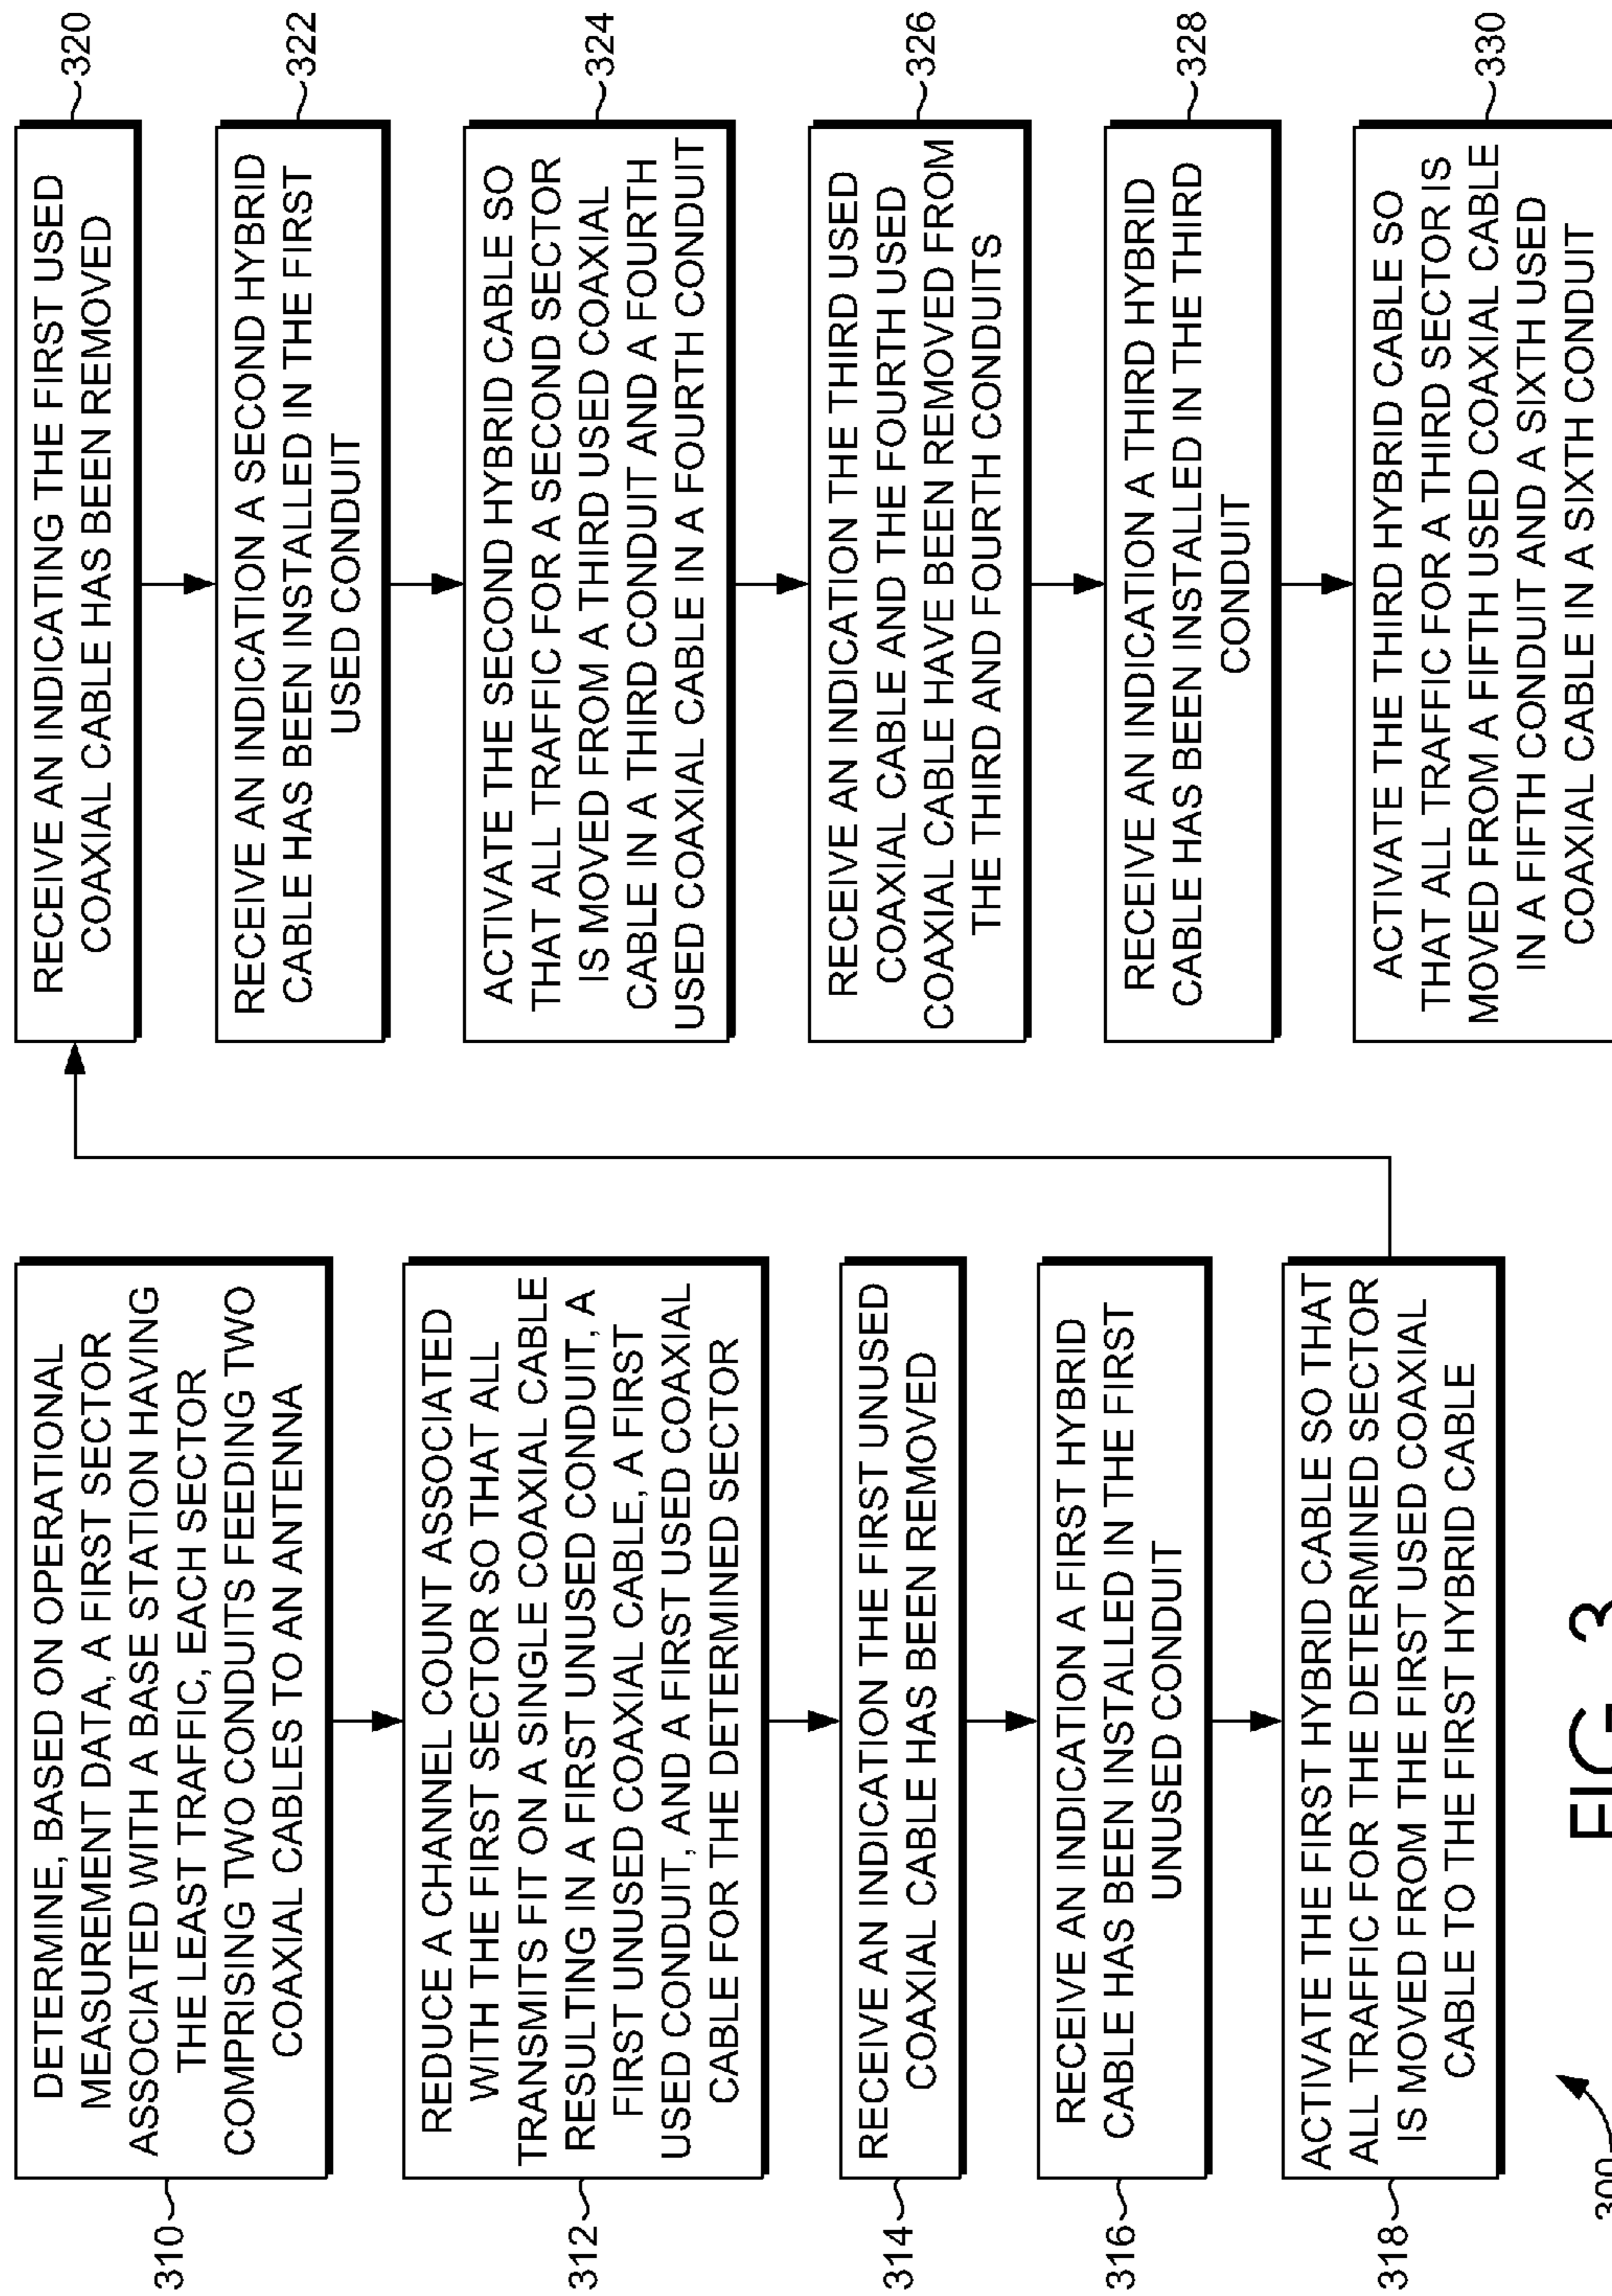 310
DETERMINE, BASED ON OPERATIONAL
MEASUREMENT DATA, A FIRST SECTOR
ASSOCIATED WITH A BASE STATION HAVING
THE LEAST TRAFFIC, EACH SECTOR
COMPRISING TWO CONDUITS FEEDING TWO
COAXIAL CABLES TO AN ANTENNA
312
REDUCE A CHANNEL COUNT ASSOCIATED
WITH THE FIRST SECTOR SO THAT ALL
TRANSMITS FIT ON A SINGLE COAXIAL CABLE
RESULTING IN A FIRST UNUSED CONDUIT, A
FIRST UNUSED COAXIAL CABLE, A FIRST
USED CONDUIT, AND A FIRST USED COAXIAL
CABLE FOR THE DETERMINED SECTOR
314
RECEIVE AN INDICATION THE FIRST UNUSED
COAXIAL CABLE HAS BEEN REMOVED
316
RECEIVE AN INDICATION A FIRST HYBRID
CABLE HAS BEEN INSTALLED IN THE FIRST
UNUSED CONDUIT
318
ACTIVATE THE FIRST HYBRID CABLE SO THAT
ALL TRAFFIC FOR THE DETERMINED SECTOR
IS MOVED FROM THE FIRST USED COAXIAL
CABLE TO THE FIRST HYBRID CABLE
320
RECEIVE AN INDICATING THE FIRST USED
COAXIAL CABLE HAS BEEN REMOVED
322
RECEIVE AN INDICATION A SECOND HYBRID
CABLE HAS BEEN INSTALLED IN THE FIRST
USED CONDUIT
324
ACTIVATE THE SECOND HYBRID CABLE SO
THAT ALL TRAFFIC FOR A SECOND SECTOR
IS MOVED FROM A THIRD USED COAXIAL
CABLE IN A THIRD CONDUIT AND A FOURTH
USED COAXIAL CABLE IN A FOURTH CONDUIT
326
RECEIVE AN INDICATION THE THIRD USED
COAXIAL CABLE AND THE FOURTH USED
COAXIAL CABLE HAVE BEEN REMOVED FROM
THE THIRD AND FOURTH CONDUITS
328
RECEIVE AN INDICATION A THIRD HYBRID
CABLE HAS BEEN INSTALLED IN THE THIRD
CONDUIT
330
ACTIVATE THE THIRD HYBRID CABLE SO
THAT ALL TRAFFIC FOR A THIRD SECTOR IS
MOVED FROM A FIFTH USED COAXIAL CABLE
IN A FIFTH CONDUIT AND A SIXTH USED
COAXIAL CABLE IN A SIXTH CONDUIT
300
FIG. 3